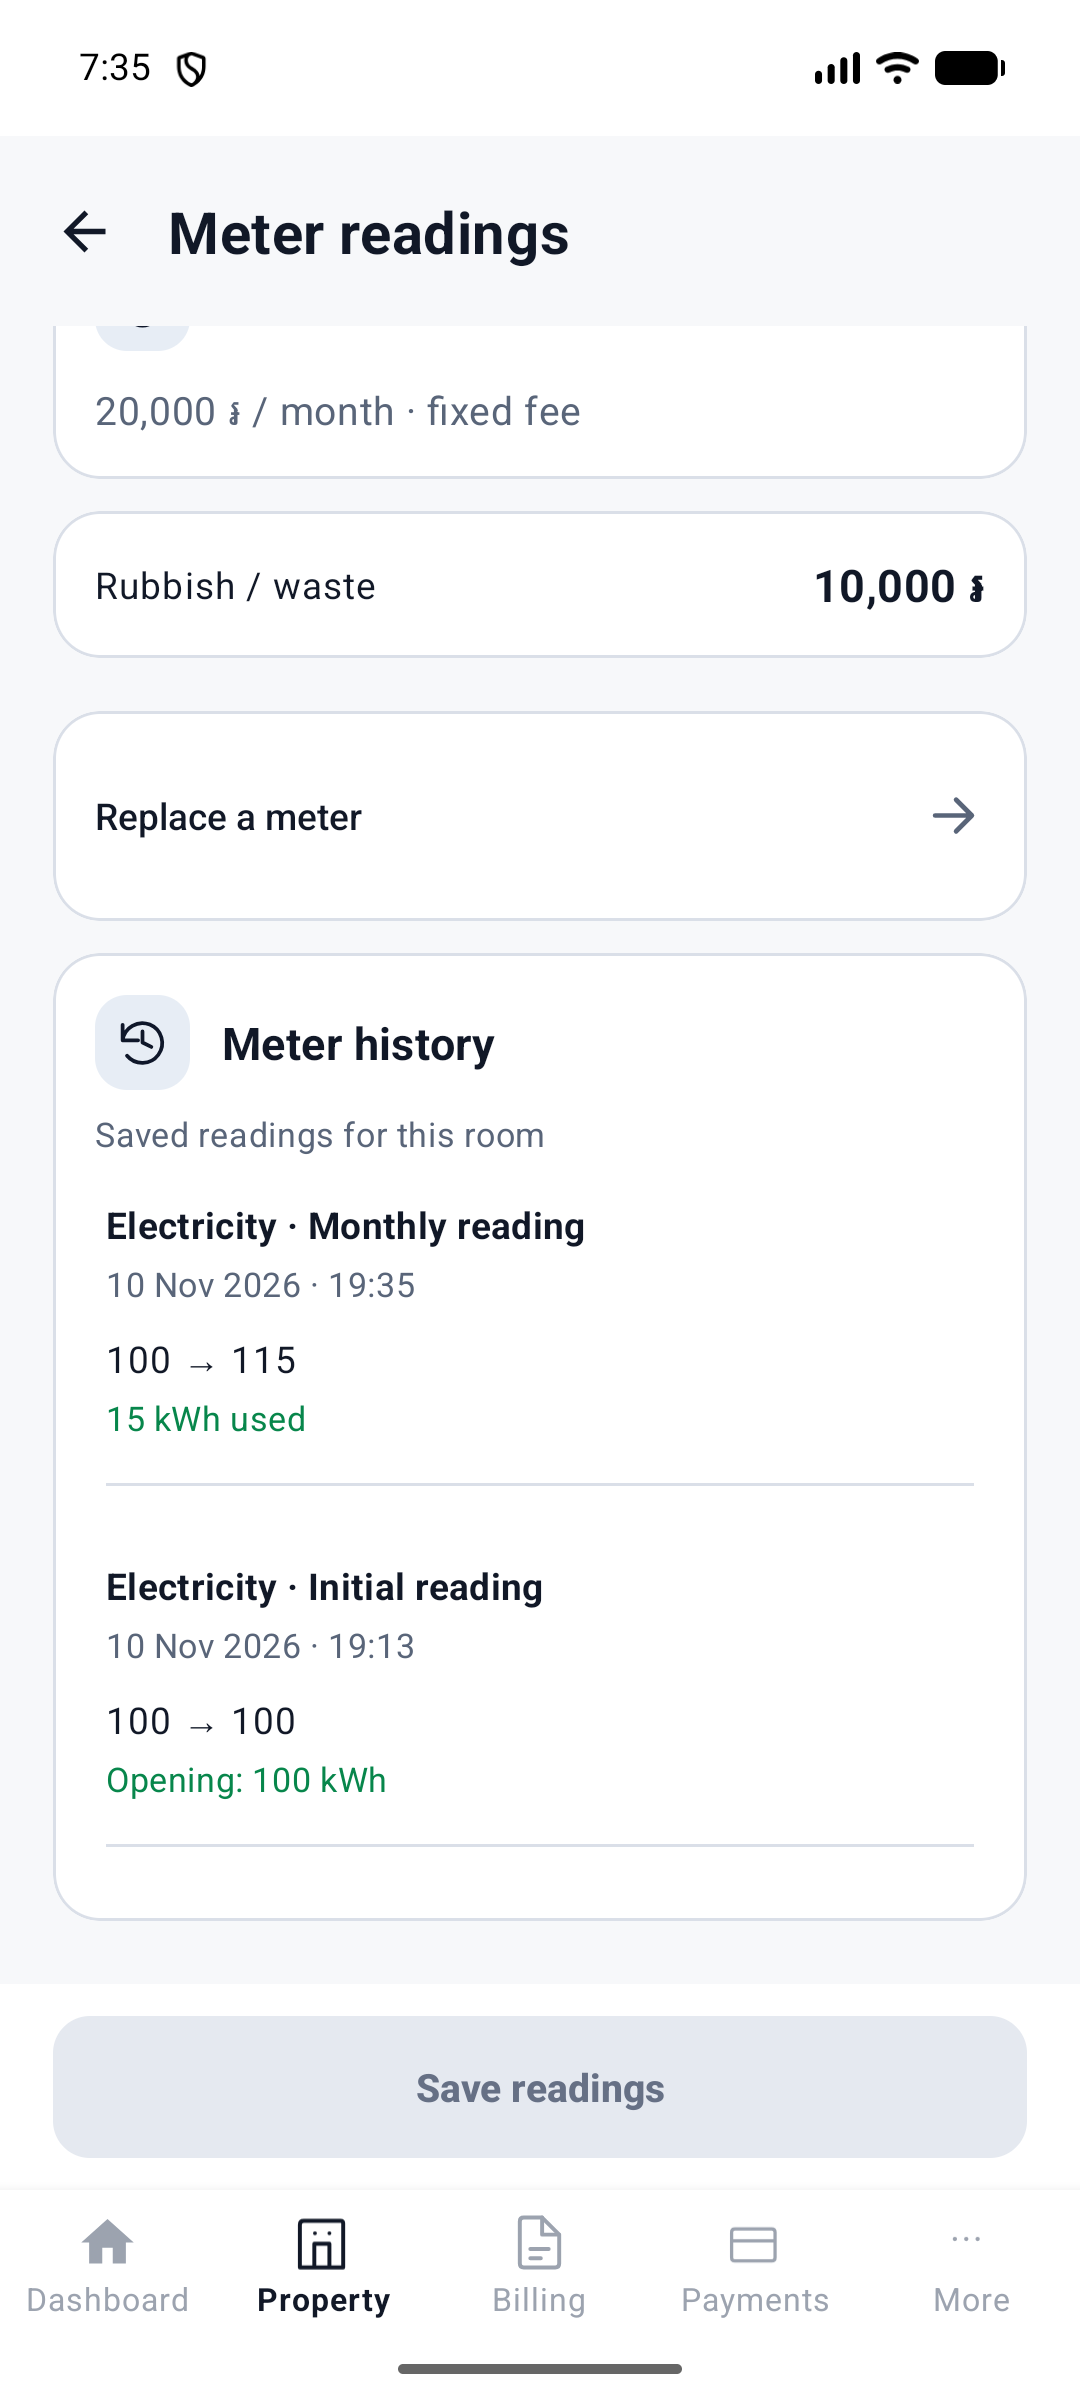 7:35
Meter readings
20,000 ៛ / month · fixed fee
Rubbish / waste
10,000 ៛
Replace a meter
Meter history
Saved readings for this room
Electricity · Monthly reading
10 Nov 2026 · 19:35
100 → 115
15 kWh used
Electricity · Initial reading
10 Nov 2026 · 19:13
100 → 100
Opening: 100 kWh
Save readings
Dashboard
Property
Billing
Payments
More